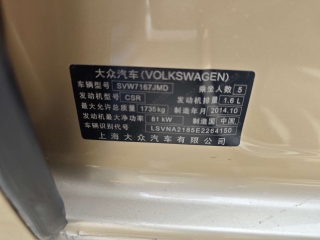 大众汽车(VOLKSWAGEN)
车辆型号 SVW7167JMD 乘坐人数 5
发动机型号 CSR 发动机排量 1.6 L
最大允许总质量 1735kg 制造年月 2014.10
发动机最大净功率 81 kW 制造国 中国
车辆识别代号 LSVNA2185E2264150
上海大众汽车有限公司